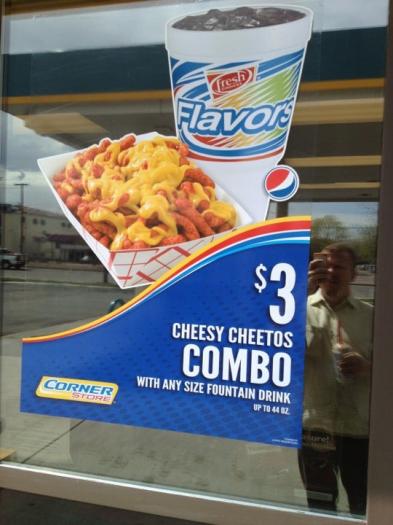 fresh
Flavors
$3
CHEESY CHEETOS
COMBO
WITH ANY SIZE FOUNTAIN DRINK
UP TO 44 OZ.
CORNER
STORE